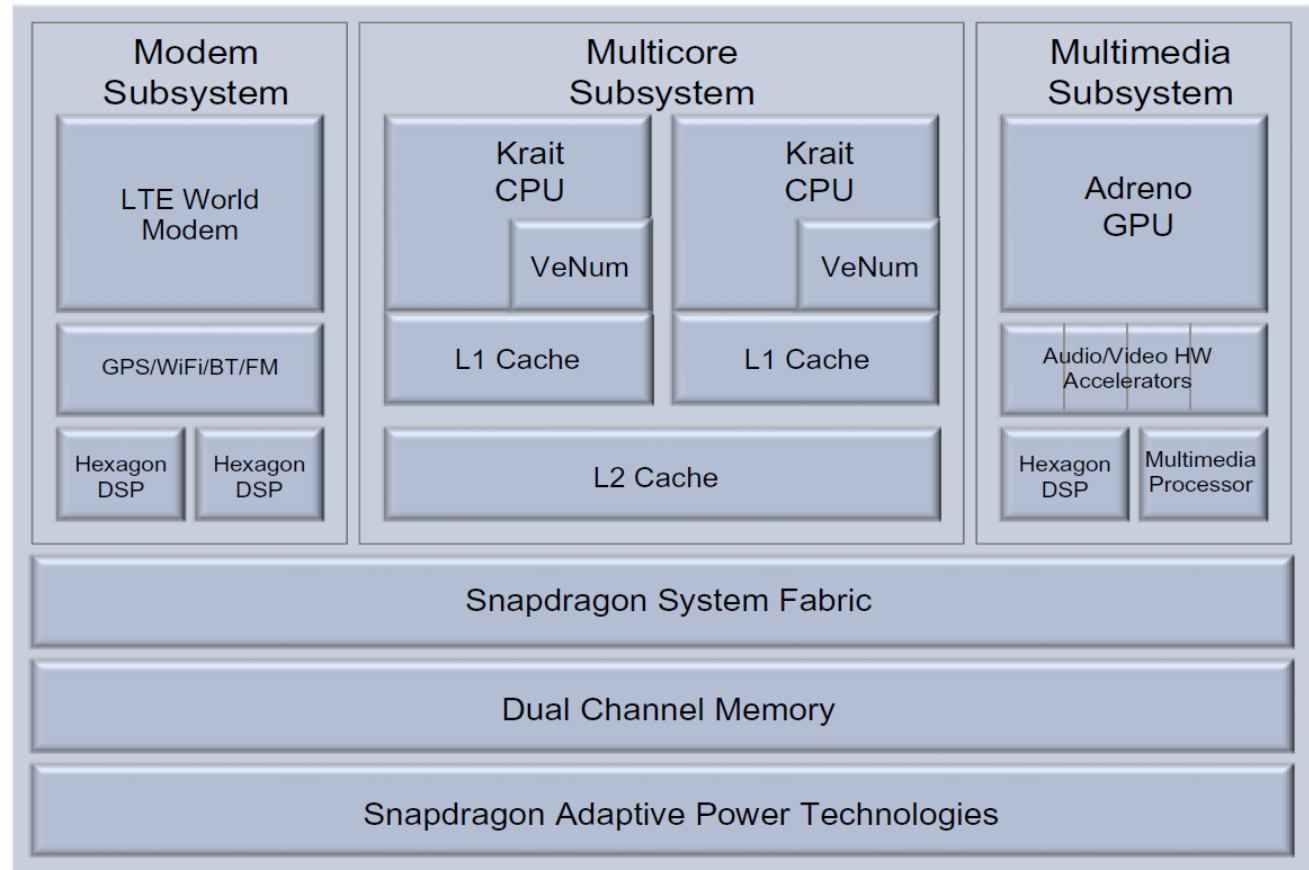 Modem
Subsystem
LTE World
Modem
GPS/WiFi/BT/FM
Hexagon
DSP
Hexagon
DSP
Multicore
Subsystem
Krait
CPU
VeNum
L1 Cache
Krait
CPU
VeNum
L1 Cache
L2 Cache
Multimedia
Subsystem
Adreno
GPU
Audio/Video HW
Accelerators
Hexagon
DSP
Multimedia
Processor
Snapdragon System Fabric
Dual Channel Memory
Snapdragon Adaptive Power Technologies